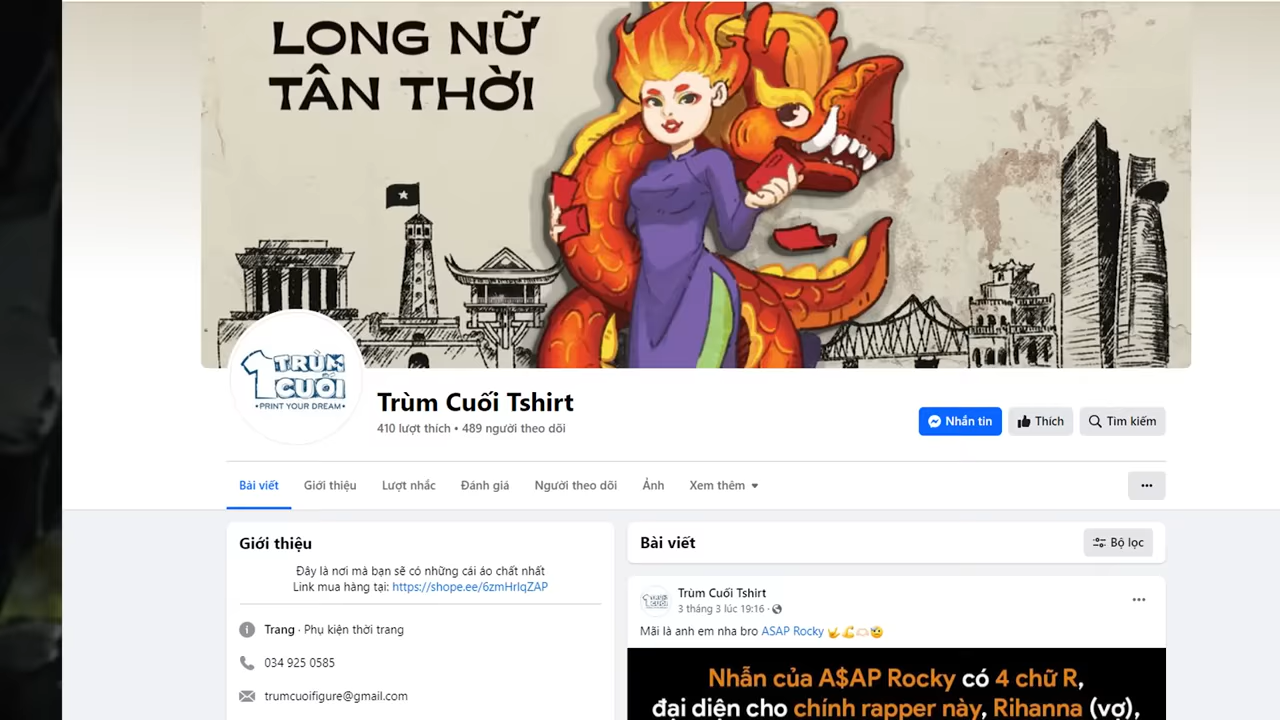 LONG NỮ
TÂN THỜI
1 TRÙM
CUỐI
•PRINT YOUR DREAM•
Trùm Cuối Tshirt
410 lượt thích • 489 người theo dõi
Nhắn tin
Thích
Tìm kiếm
Bài viết
Giới thiệu
Lượt nhắc
Đánh giá
Người theo dõi
Ảnh
Xem thêm
Giới thiệu
Đây là nơi mà bạn sẽ có những cái áo chất nhất
Link mua hàng tại: https://shope.ee/6zmHrlqZAP
Trang · Phụ kiện thời trang
034 925 0585
trumcuoifigure@gmail.com
Bài viết
Bộ lọc
Trùm Cuối Tshirt
3 tháng 3 lúc 19:16 ·
Mãi là anh em nha bro ASAP Rocky
Nhẫn của A$AP Rocky có 4 chữ R,
đại diện cho chính rapper này, Rihanna (vợ),